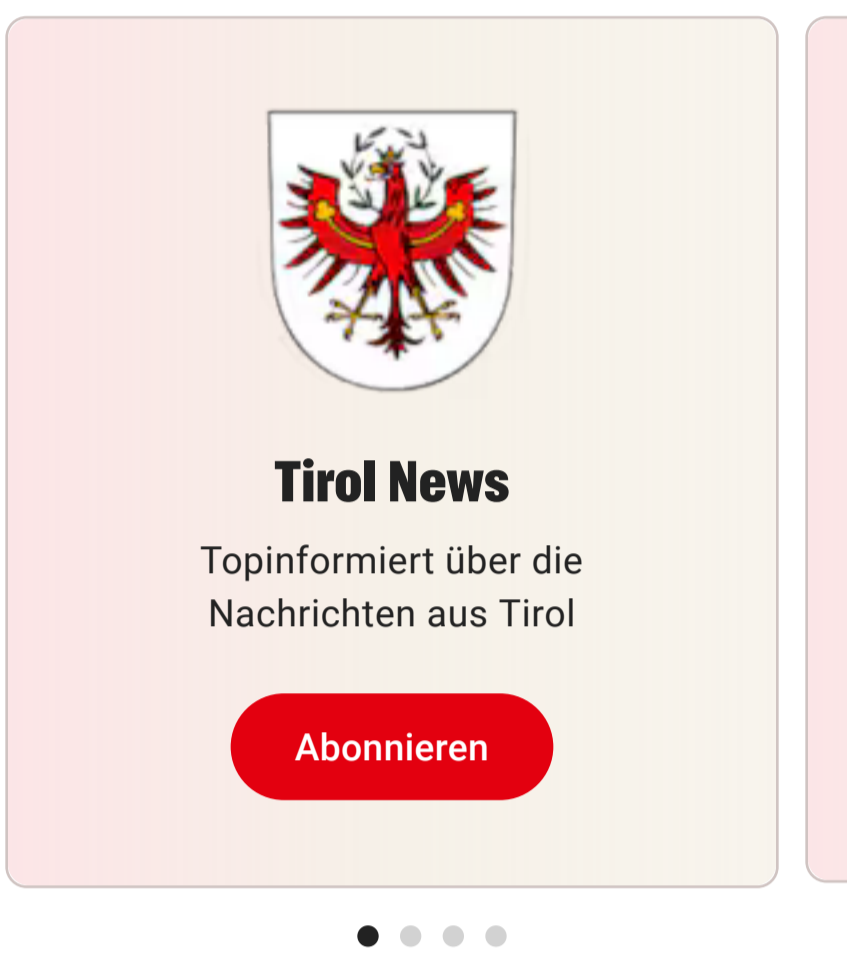 Tirol News
Topinformiert über die
Nachrichten aus Tirol
Abonnieren